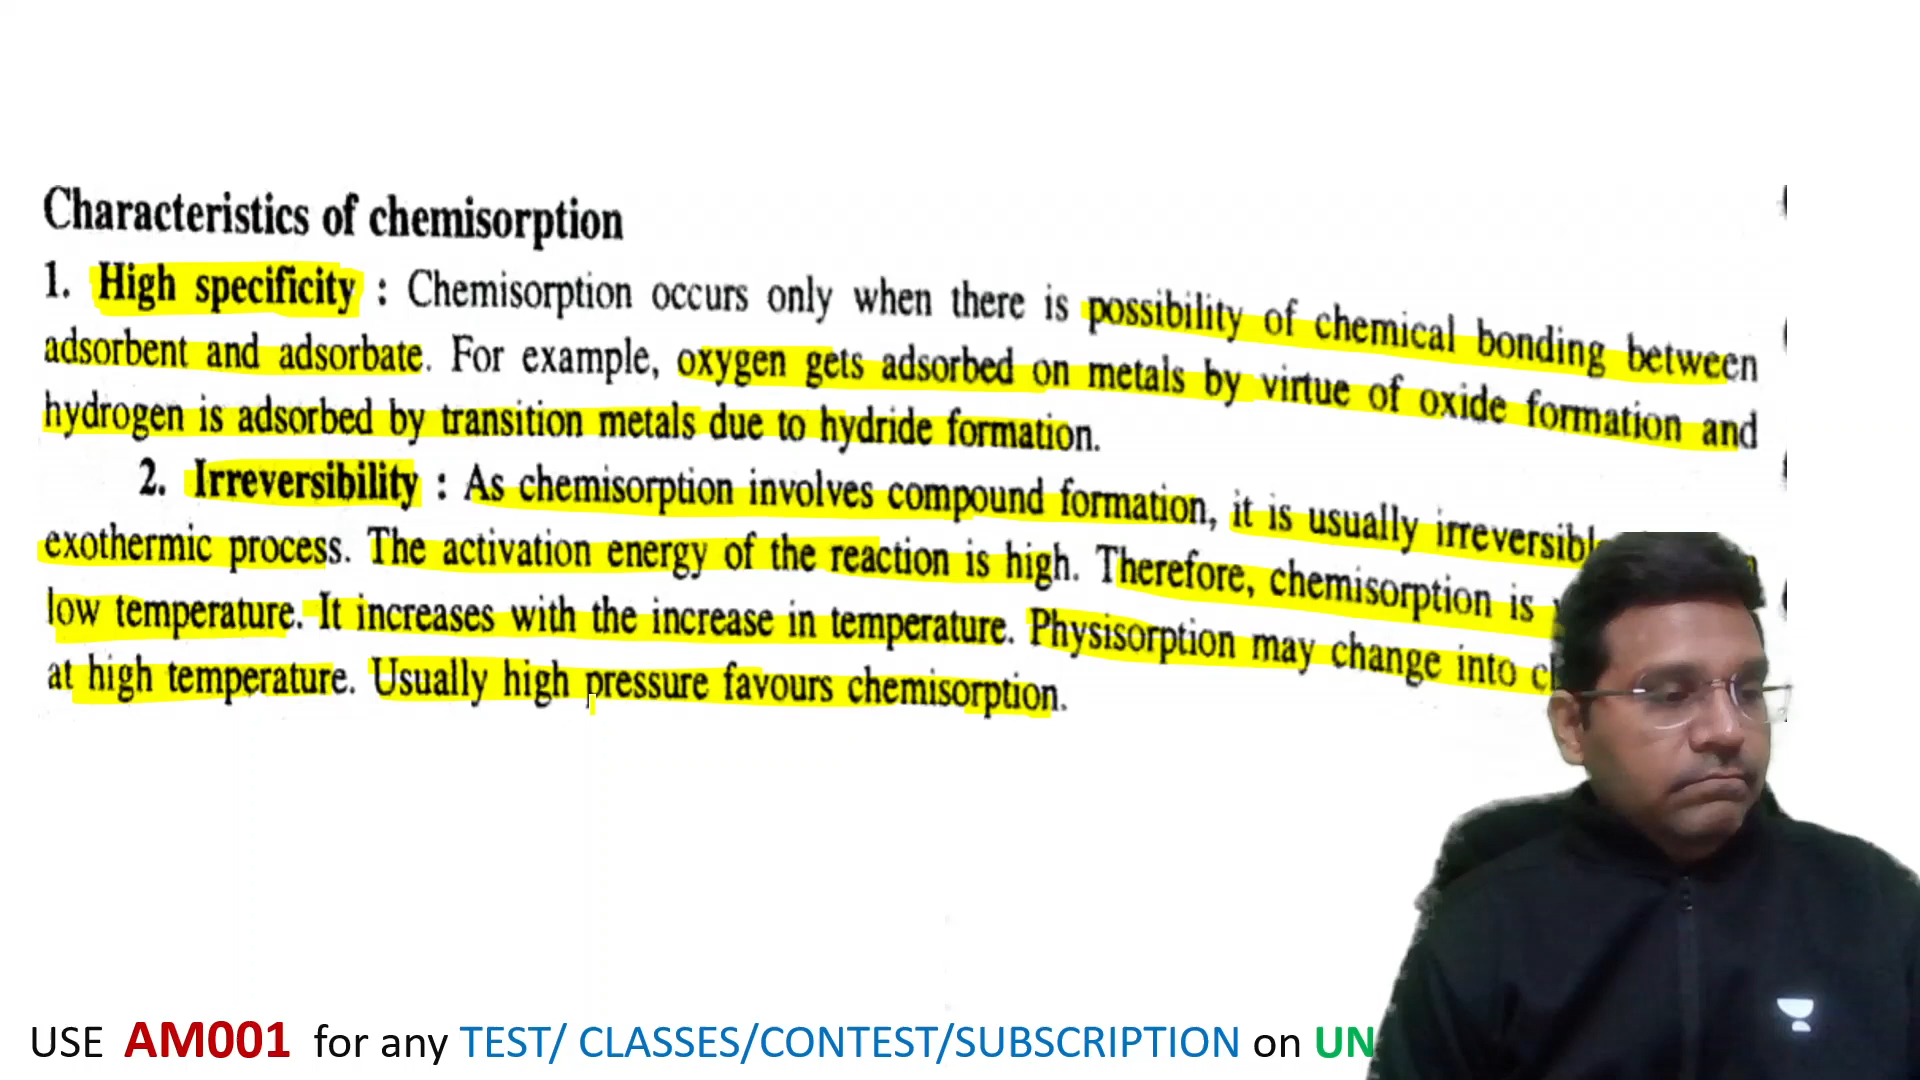 Characteristics of chemisorption
1. High specificity : Chemisorption occurs only when there is possibility of chemical bonding between
adsorbent and adsorbate. For example, oxygen gets adsorbed on metals by virtue of oxide formation and
hydrogen is adsorbed by transition metals due to hydride formation.
2. Irreversibility : As chemisorption involves compound formation, it is usually
exothermic process. The activation energy of the reaction is high. Therefore, chemisorption is
low temperature. It increases with the increase in temperature. Physisorption may change into
at high temperature. Usually high pressure favours chemisorption.
USE AM001 for any TEST/ CLASSES/CONTEST/SUBSCRIPTION on UN